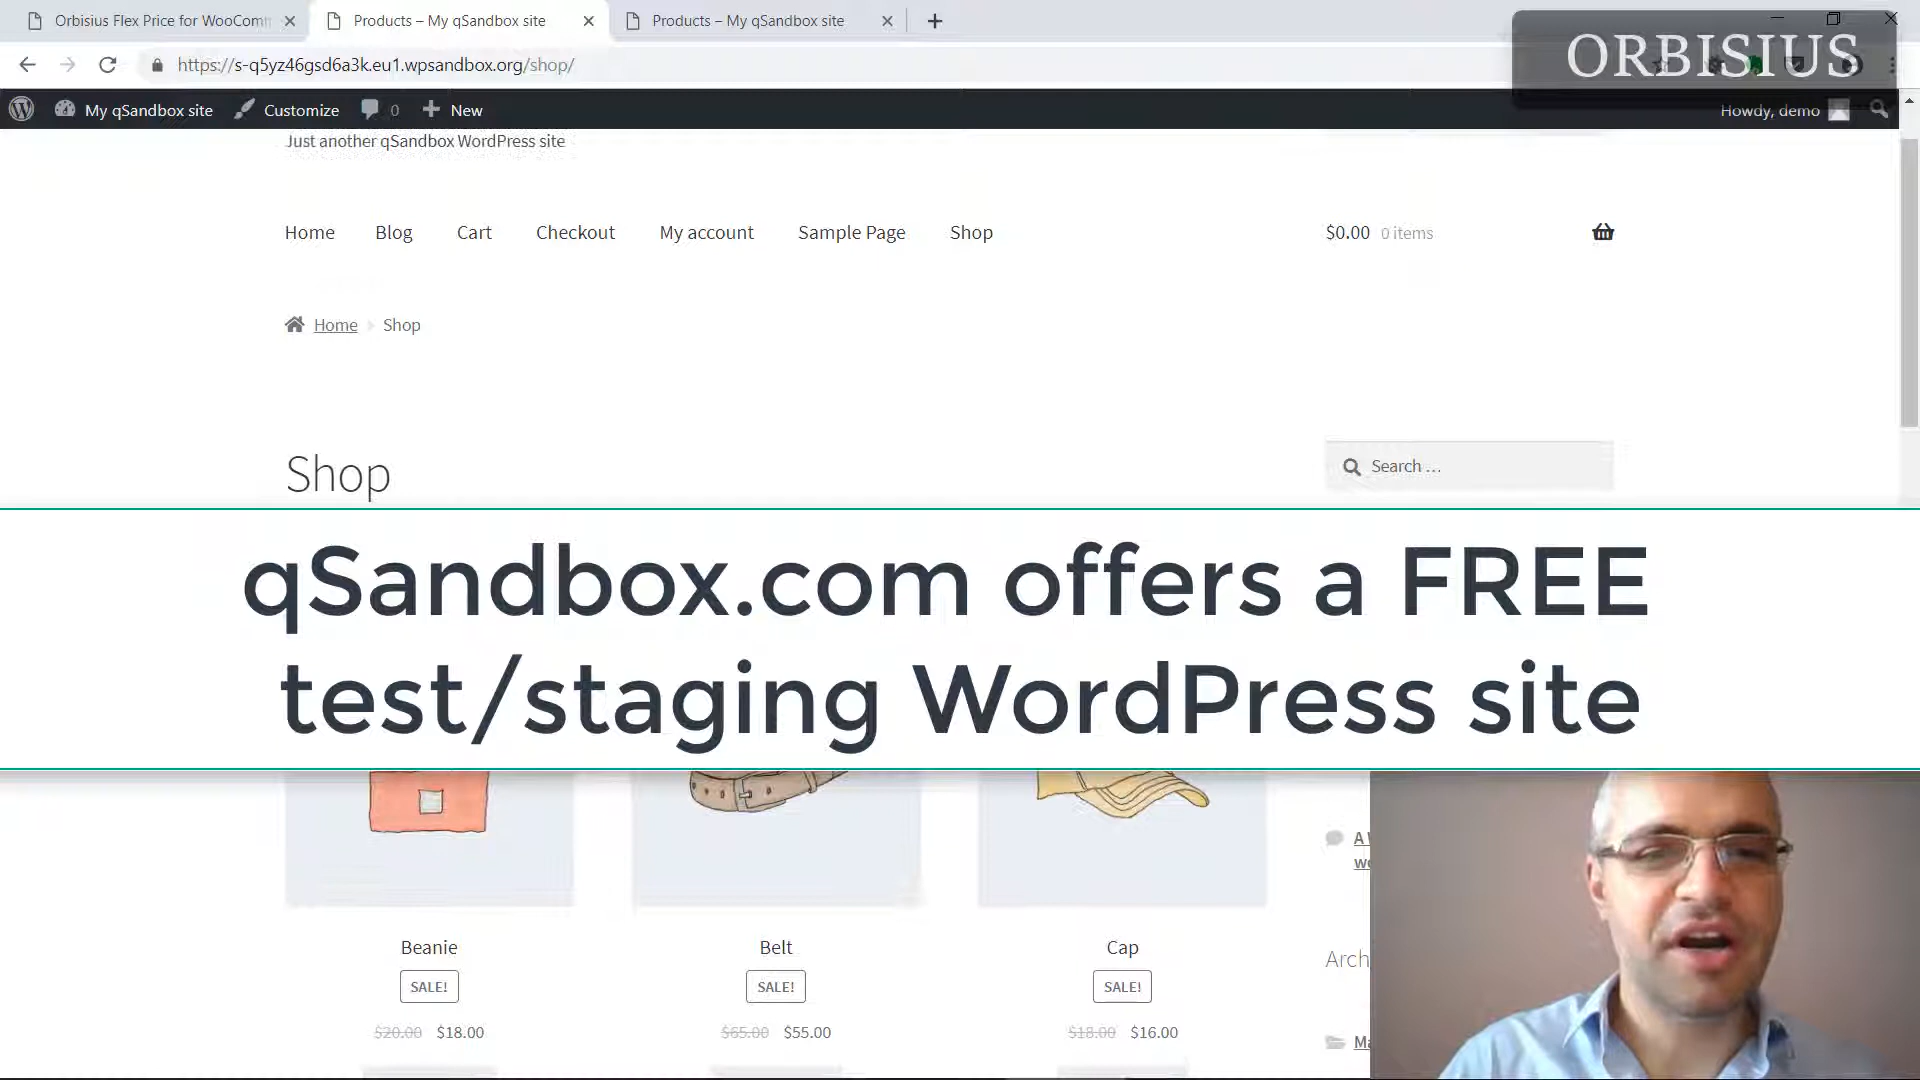 Orbisius Flex Price for WooCom
Products – My qSandbox site
Products – My qSandbox site
ORBISIUS
https://s-q5yz46gsd6a3k.eu1.wpsandbox.org/shop/
My qSandbox site
Customize
0
New
Howdy, demo
Just another qSandbox WordPress site
Home
Blog
Cart
Checkout
My account
Sample Page
Shop
$0.00 0 items
Home
Shop
Shop
Search …
qSandbox.com offers a FREE
test/staging WordPress site
Beanie
Belt
Cap
SALE!
SALE!
SALE!
$20.00 $18.00
$65.00 $55.00
$18.00 $16.00
Arch